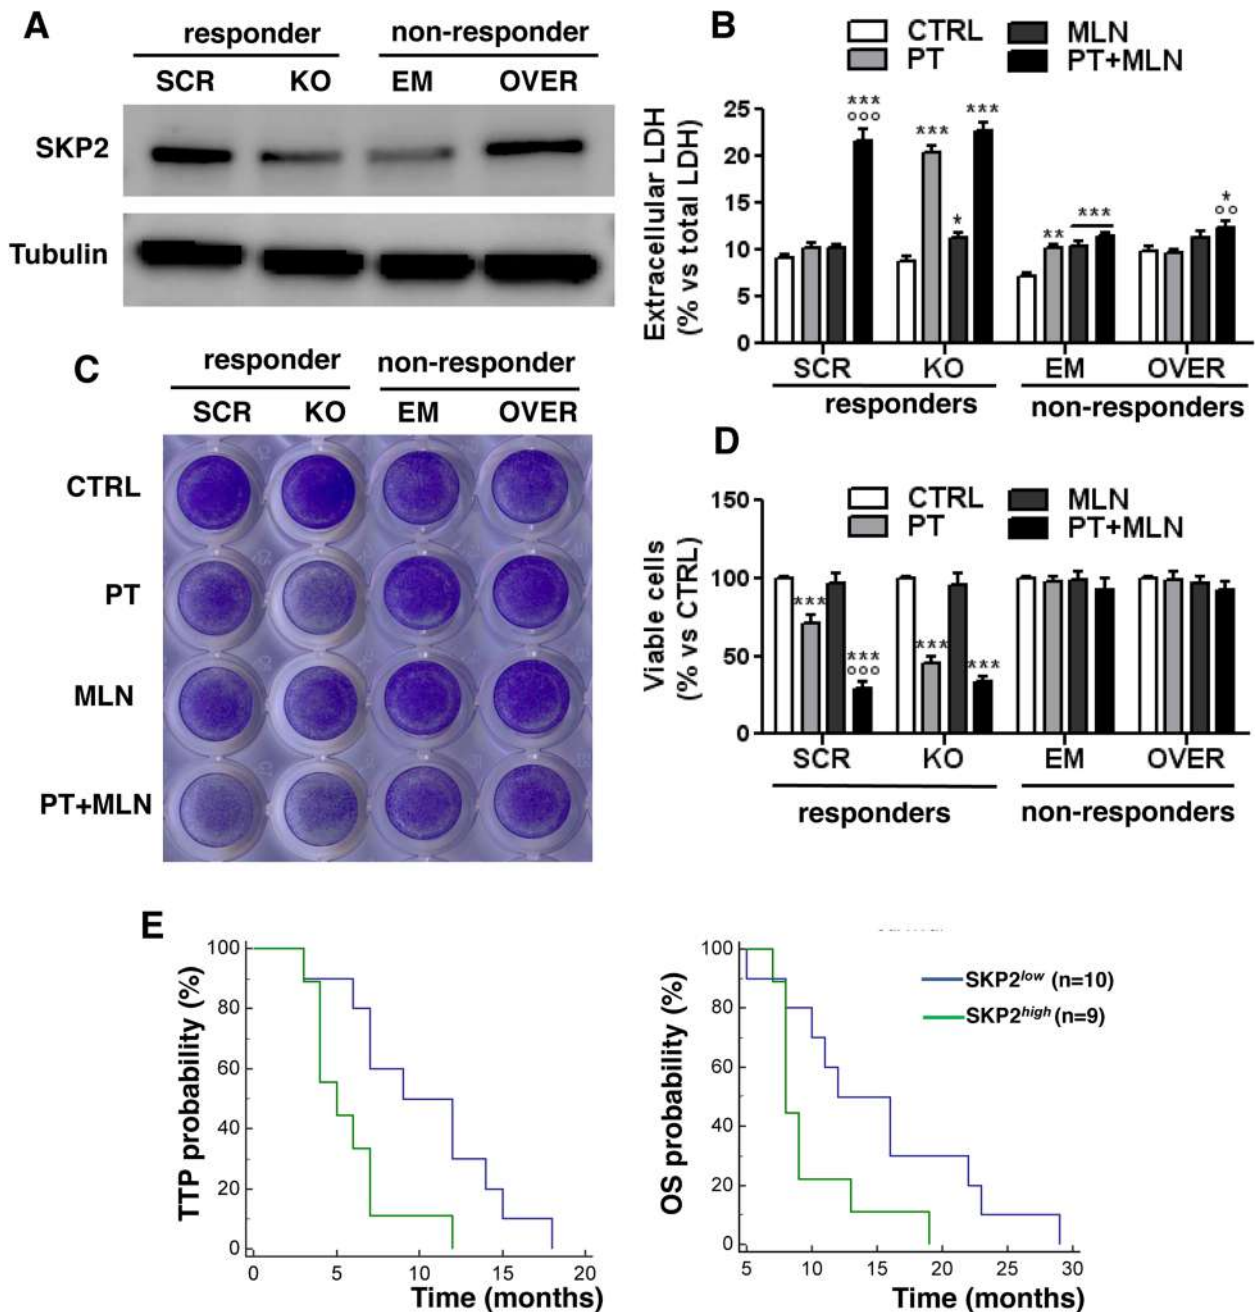 A
responder non-responder
SCR KO EM OVER
SKP2
Tubulin
B
CTRL MLN
PT PT+MLN
Extracellular LDH
(% vs total LDH)
25
20
15
10
5
0
***
°°°
***
*
***
**
***
*
°°
SCR KO EM OVER
responders non-responders
C
responder non-responder
SCR KO EM OVER
CTRL
PT
MLN
PT+MLN
D
CTRL MLN
PT PT+MLN
Viable cells
(% vs CTRL)
150
100
50
0
***
***
°°°
***
***
SCR KO EM OVER
responders non-responders
E
TTP probability (%)
100
80
60
40
20
0
0 5 10 15 20
Time (months)
OS probability (%)
100
80
60
40
20
0
5 10 15 20 25 30
Time (months)
SKP2low (n=10)
SKP2high (n=9)